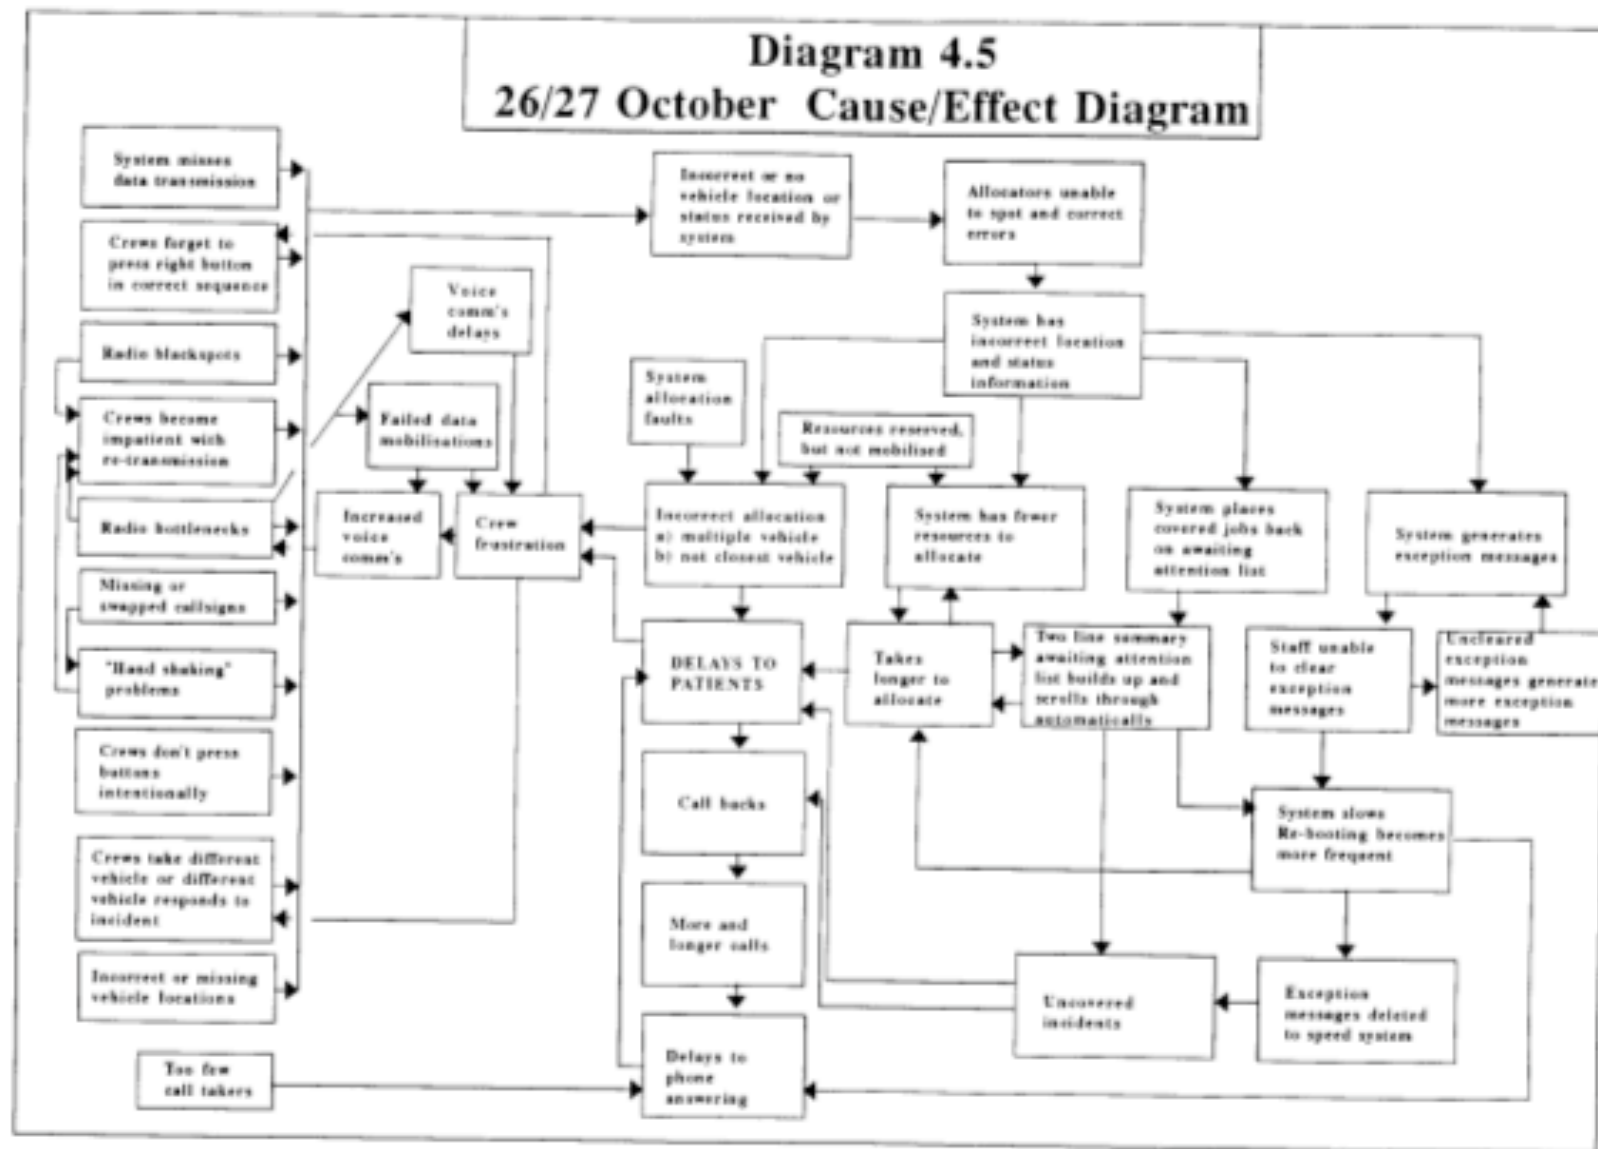 Diagram 4.5
26/27 October Cause/Effect Diagram
System misses
data transmission
Crews forget to
press right button
in correct sequence
Radio blackspots
Crews become
impatient with
re-transmission
Radio bottlenecks
Missing or
swapped callsigns
"Hand shaking"
problems
Crews don't press
buttons
intentionally
Crews take different
vehicle or different
vehicle responds to
incident
Incorrect or missing
vehicle locations
Too few
call takers
Voice
comm's
delays
Failed data
mobilisations
Increased
voice
comm's
Crew
frustration
Incorrect or no
vehicle location or
status received by
system
Allocators unable
to spot and correct
errors
System has
incorrect location
and status
information
System
allocation
faults
Resources reserved,
but not mobilised
Incorrect allocation
a) multiple vehicle
b) not closest vehicle
System has fewer
resources to
allocate
System places
covered jobs back
on awaiting
attention list
System generates
exception messages
DELAYS TO
PATIENTS
Takes
longer to
allocate
Two line summary
awaiting attention
list builds up and
scrolls through
automatically
Staff unable
to clear
exception
messages
Uncleared
exception
messages generate
more exception
messages
Call backs
System slows
Re-booting becomes
more frequent
More and
longer calls
Uncovered
incidents
Exception
messages deleted
to speed system
Delays to
phone
answering